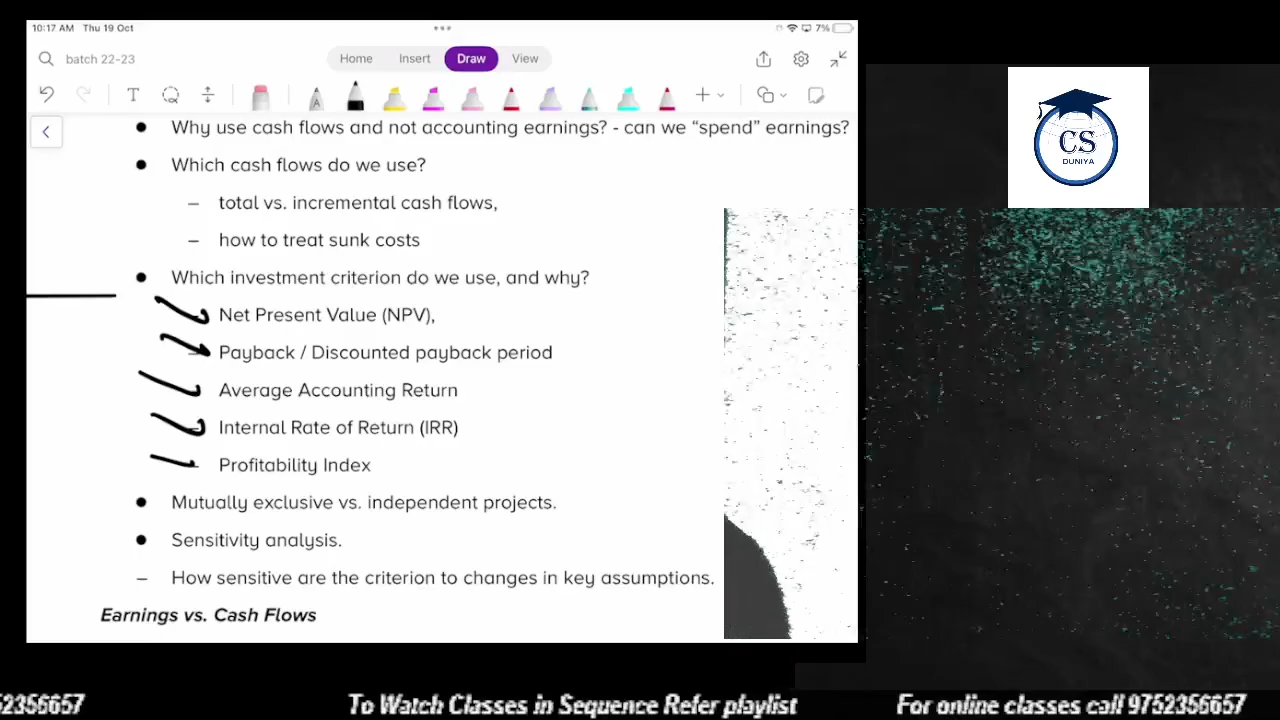 10:17 AM Thu 19 Oct
7%
batch 22-23
Home Insert Draw View
T
A
Why use cash flows and not accounting earnings? - can we “spend” earnings?
Which cash flows do we use?
– total vs. incremental cash flows,
– how to treat sunk costs
Which investment criterion do we use, and why?
Net Present Value (NPV),
Payback / Discounted payback period
Average Accounting Return
Internal Rate of Return (IRR)
Profitability Index
Mutually exclusive vs. independent projects.
Sensitivity analysis.
– How sensitive are the criterion to changes in key assumptions.
Earnings vs. Cash Flows
CS
DUNIYA
52356657 To Watch Classes in Sequence Refer playlist For online classes call 9752356657